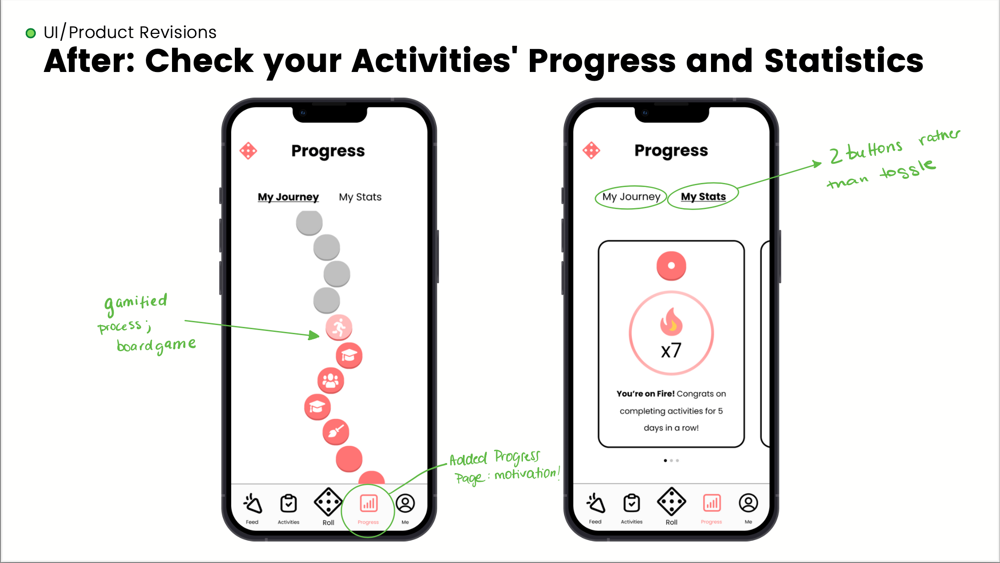 UI/Product Revisions
After: Check your Activities' Progress and Statistics
Progress
My Journey My Stats
gamified
process;
boardgame
Added Progress
Page: motivation!
Feed Activities Roll Progress Me
Progress
My Journey My Stats
2 buttons rather
than toggle
x7
You're on Fire! Congrats on
completing activities for 5
days in a row!
Feed Activities Roll Progress Me